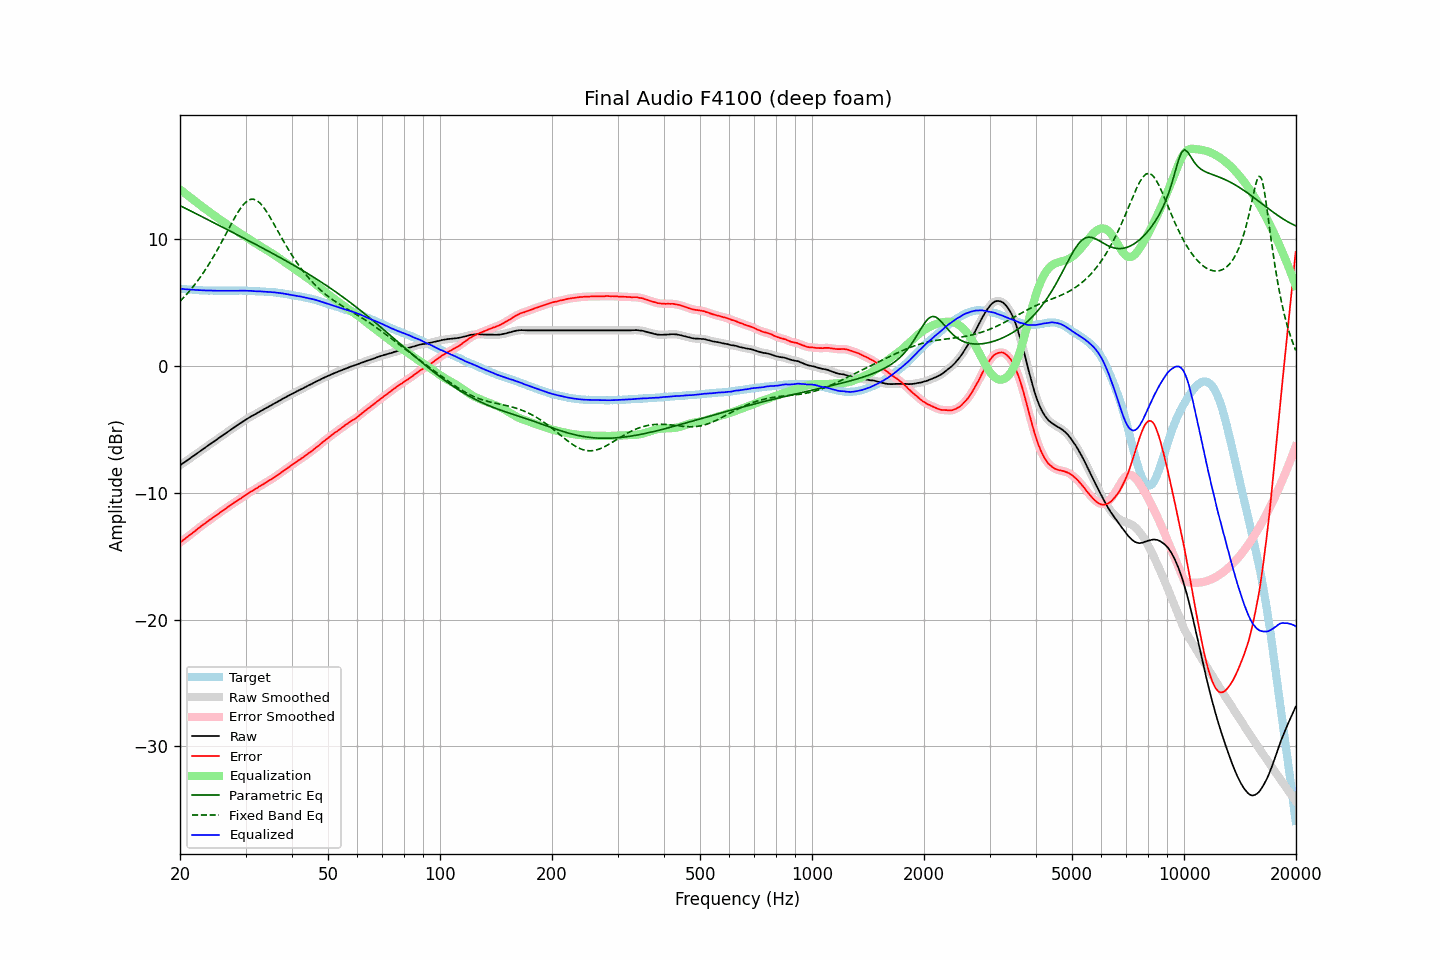 Final Audio F4100 (deep foam)
Amplitude (dBr)
10
0
−10
−20
−30
Target
Raw Smoothed
Error Smoothed
Raw
Error
Equalization
Parametric Eq
Fixed Band Eq
Equalized
20 50 100 200 500 1000 2000 5000 10000 20000
Frequency (Hz)